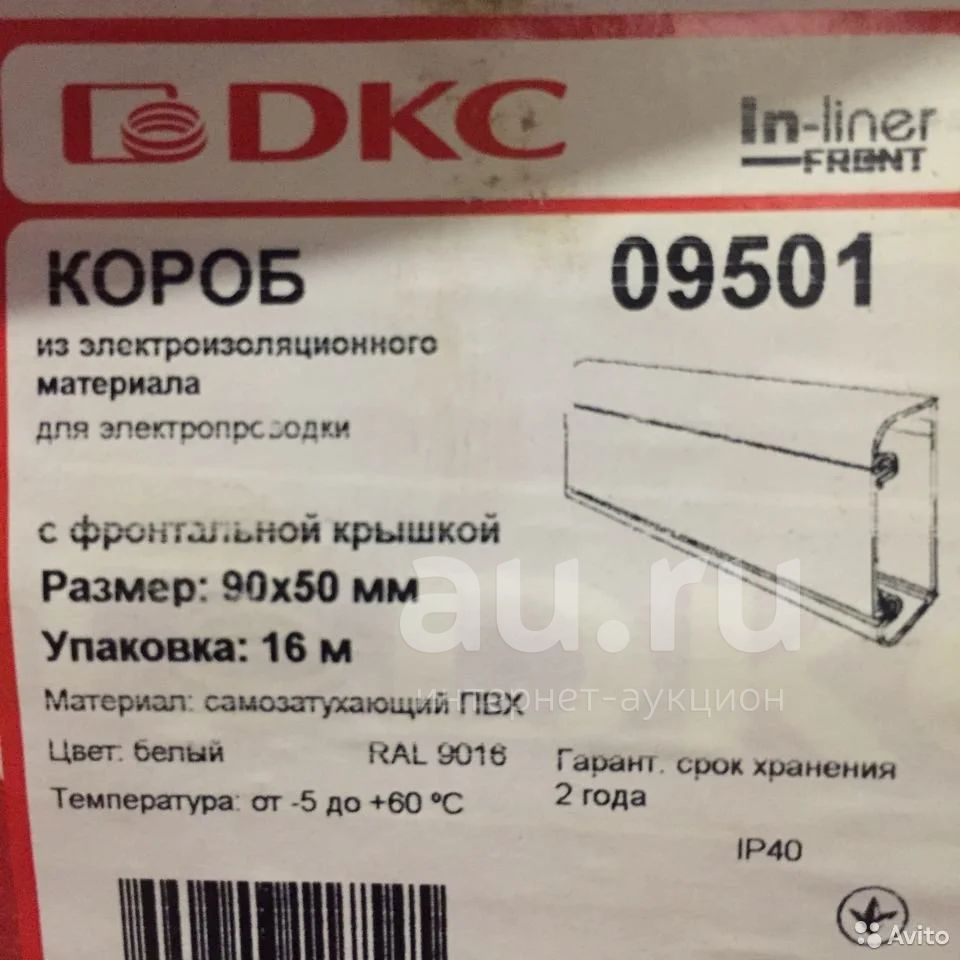 DKC
In-liner
FRONT
КОРОБ
09501
из электроизоляционного
материала
для электропроводки
с фронтальной крышкой
Размер: 90х50 мм
Упаковка: 16 м
Материал: самозатухающий ПВХ
Цвет: белый RAL 9016
Температура: от -5 до +60 ºС
Гарант. срок хранения
2 года
IP40
au.ru
интернет-аукцион
Avito